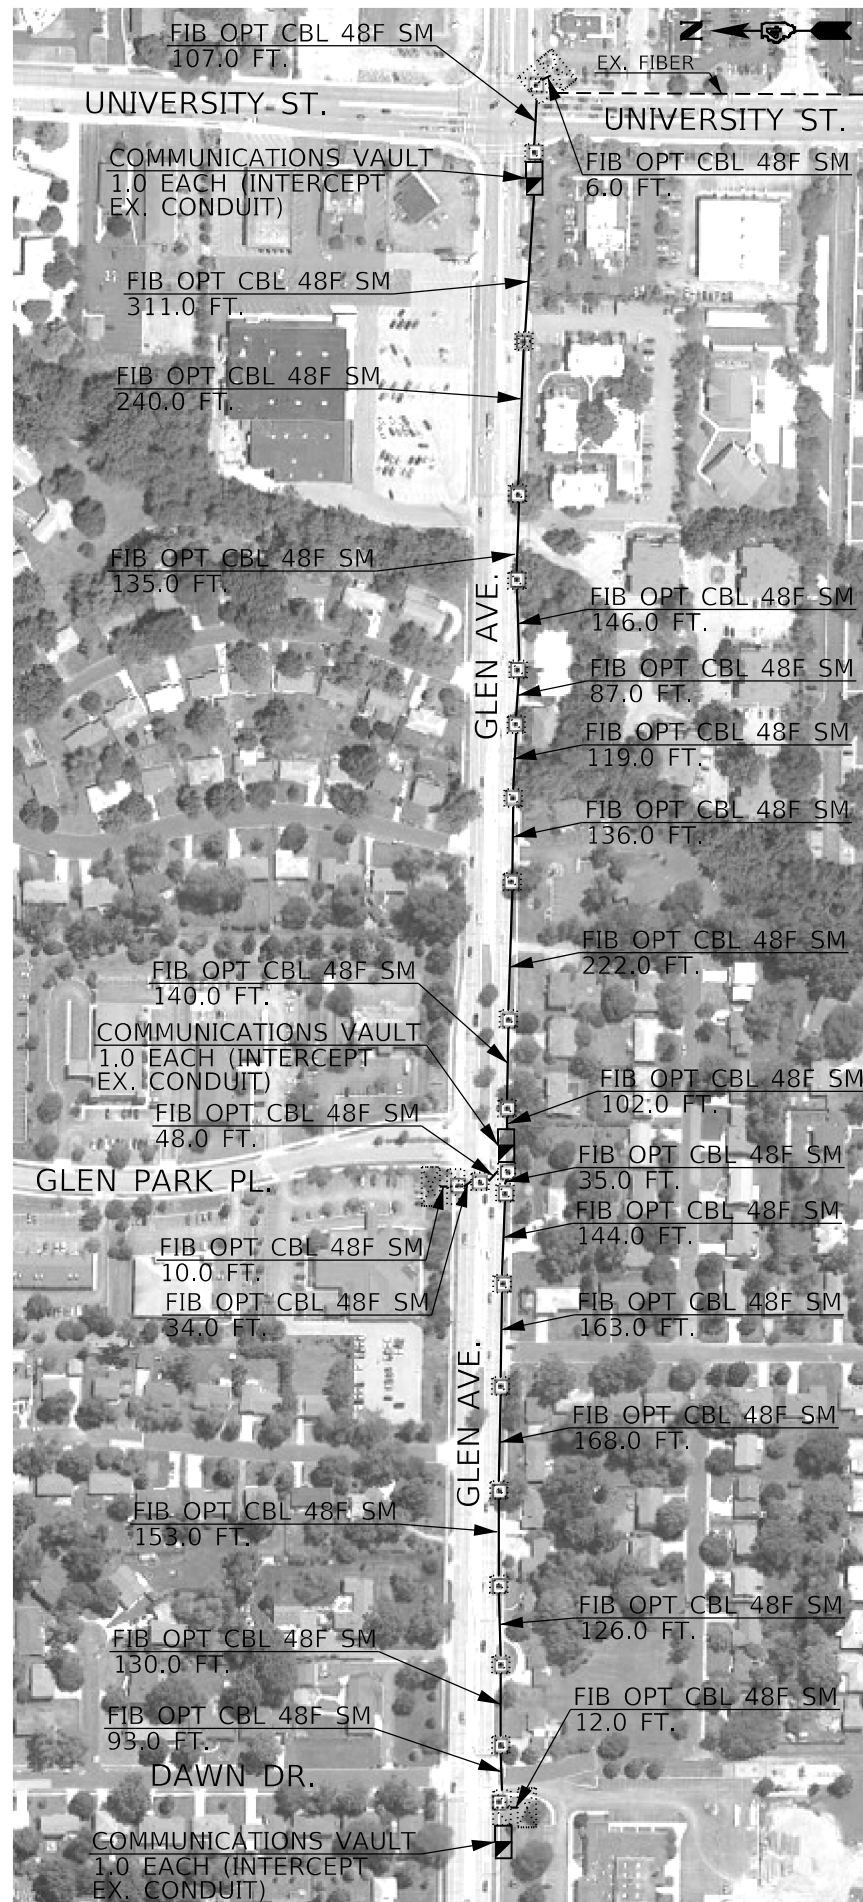 FIB OPT CBL 48F SM
107.0 FT.
N
EX. FIBER
UNIVERSITY ST.
UNIVERSITY ST.
COMMUNICATIONS VAULT
1.0 EACH (INTERCEPT
EX. CONDUIT)
FIB OPT CBL 48F SM
6.0 FT.
FIB OPT CBL 48F SM
311.0 FT.
FIB OPT CBL 48F SM
240.0 FT.
FIB OPT CBL 48F SM
135.0 FT.
GLEN AVE.
FIB OPT CBL 48F SM
146.0 FT.
FIB OPT CBL 48F SM
87.0 FT.
FIB OPT CBL 48F SM
119.0 FT.
FIB OPT CBL 48F SM
136.0 FT.
FIB OPT CBL 48F SM
222.0 FT.
FIB OPT CBL 48F SM
140.0 FT.
COMMUNICATIONS VAULT
1.0 EACH (INTERCEPT
EX. CONDUIT)
FIB OPT CBL 48F SM
102.0 FT.
FIB OPT CBL 48F SM
48.0 FT.
GLEN PARK PL.
FIB OPT CBL 48F SM
35.0 FT.
FIB OPT CBL 48F SM
144.0 FT.
FIB OPT CBL 48F SM
10.0 FT.
FIB OPT CBL 48F SM
34.0 FT.
FIB OPT CBL 48F SM
163.0 FT.
GLEN AVE.
FIB OPT CBL 48F SM
168.0 FT.
FIB OPT CBL 48F SM
153.0 FT.
FIB OPT CBL 48F SM
126.0 FT.
FIB OPT CBL 48F SM
130.0 FT.
FIB OPT CBL 48F SM
12.0 FT.
FIB OPT CBL 48F SM
93.0 FT.
DAWN DR.
COMMUNICATIONS VAULT
1.0 EACH (INTERCEPT
EX. CONDUIT)